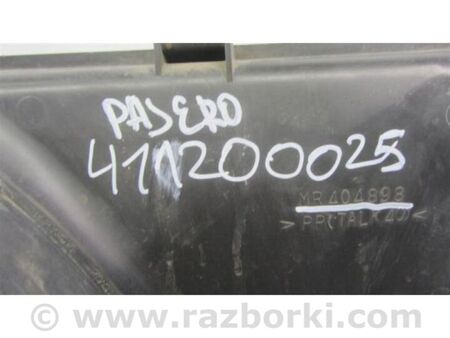 PAJERO
411200025
MR404893
>PP(TALK40)<
www.razborki.com